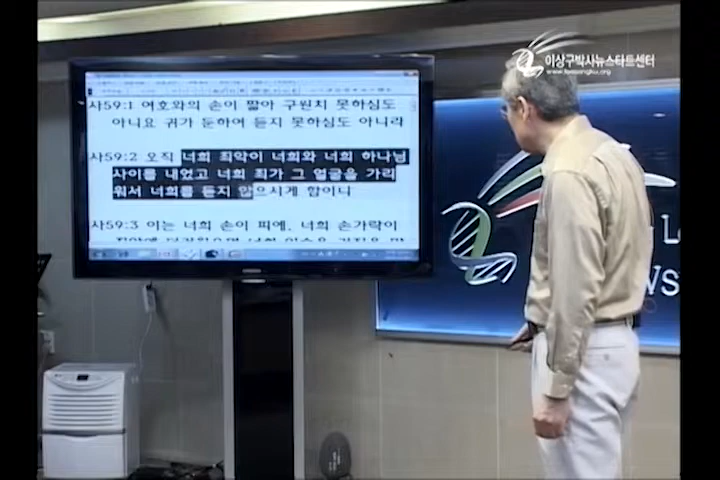 이상구박사뉴스타트센터
www.leesangku.org
사59:1 여호와의 손이 짧아 구원치 못하심도
아니요 귀가 둔하여 듣지 못하심도 아니라
사59:2 오직 너희 죄악이 너희와 너희 하나님
사이를 내었고 너희 죄가 그 얼굴을 가리
워서 너희를 듣지 않으시게 함이니
사59:3 이는 너희 손이 피에, 너희 손가락이